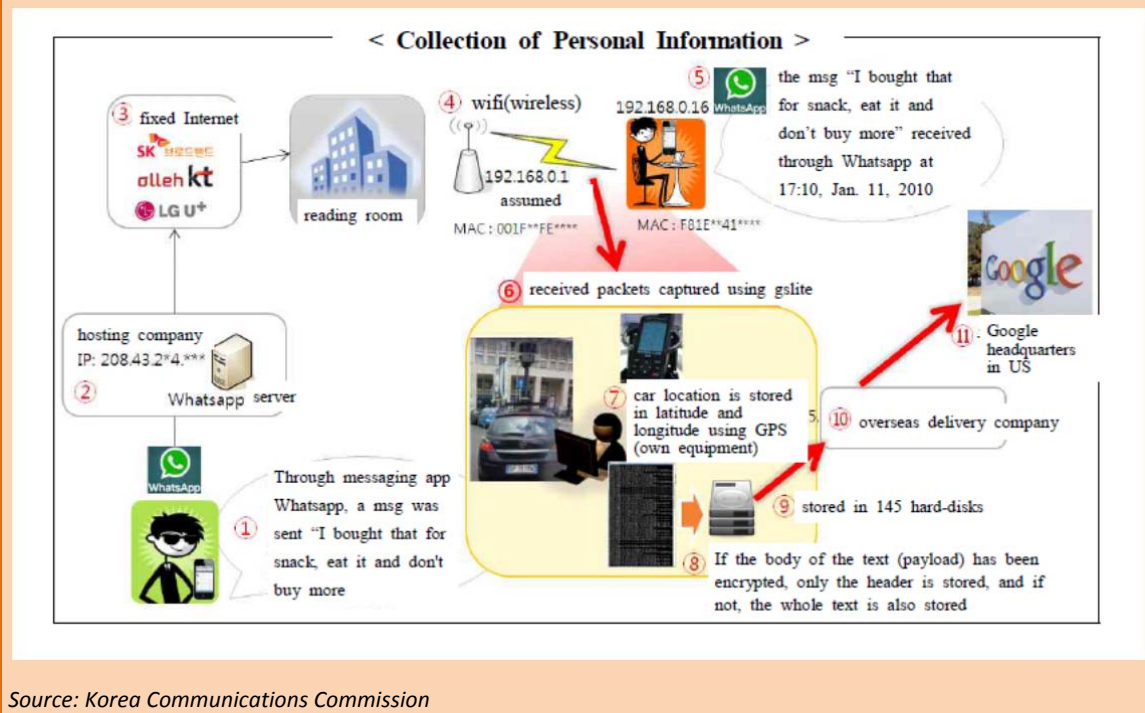 < Collection of Personal Information >
③ fixed Internet
SK 브로드밴드
olleh kt
LG U+
reading room
④ wifi(wireless)
192.168.0.1
assumed
MAC : 001F**FE****
192.168.0.16
MAC : F81E**41****
⑤
WhatsApp
the msg “I bought that
for snack, eat it and
don’t buy more” received
through Whatsapp at
17:10, Jan. 11, 2010
hosting company
IP: 208.43.2*4.***
②
Whatsapp server
WhatsApp
① Through messaging app
Whatsapp, a msg was
sent “I bought that for
snack, eat it and don't
buy more
⑥ received packets captured using gslite
⑦ car location is stored
in latitude and
longitude using GPS
(own equipment)
⑧ If the body of the text (payload) has been
encrypted, only the header is stored, and if
not, the whole text is also stored
⑨ stored in 145 hard-disks
5,
⑩ overseas delivery company
Google
⑪ . Google
headquarters
in US
Source: Korea Communications Commission